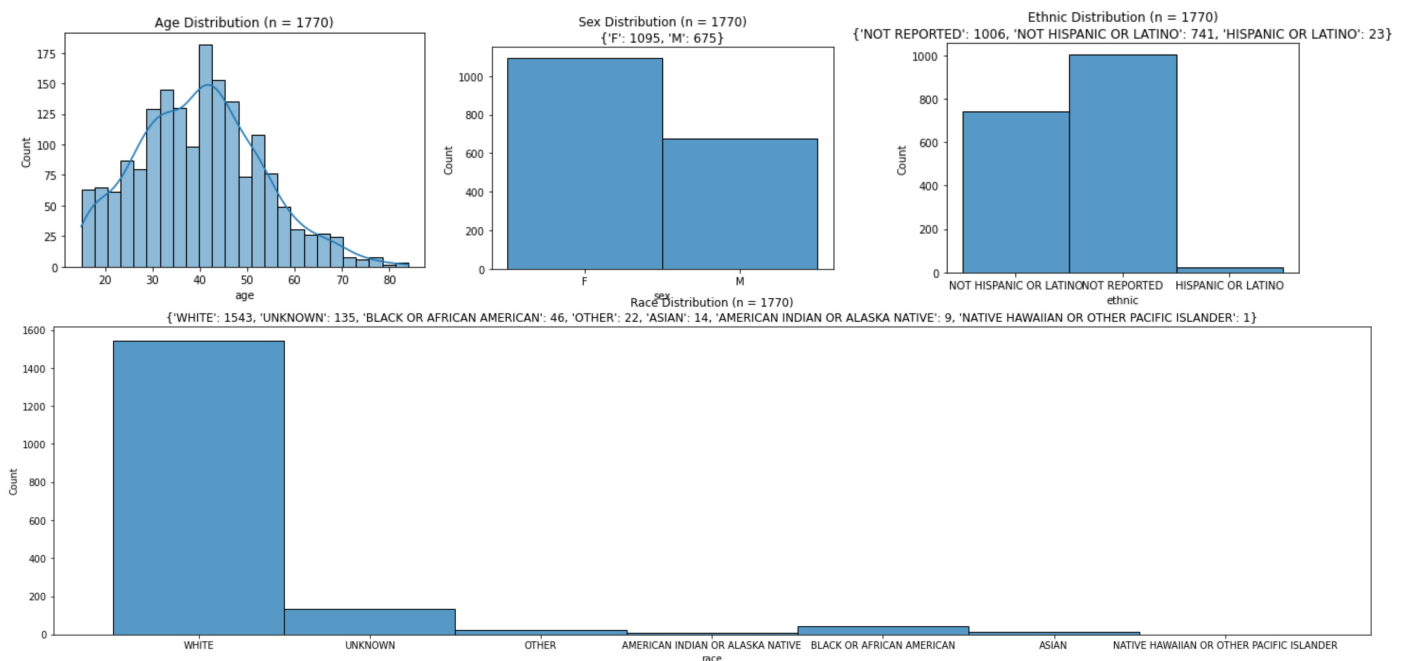 Age Distribution (n = 1770)
Count
175
150
125
100
75
50
25
0
20 30 40 50 60 70 80
age
Sex Distribution (n = 1770)
{'F': 1095, 'M': 675}
Count
1000
800
600
400
200
0
F M
sex
Ethnic Distribution (n = 1770)
{'NOT REPORTED': 1006, 'NOT HISPANIC OR LATINO': 741, 'HISPANIC OR LATINO': 23}
Count
1000
800
600
400
200
0
NOT HISPANIC OR LATINO NOT REPORTED HISPANIC OR LATINO
ethnic
Race Distribution (n = 1770)
{'WHITE': 1543, 'UNKNOWN': 135, 'BLACK OR AFRICAN AMERICAN': 46, 'OTHER': 22, 'ASIAN': 14, 'AMERICAN INDIAN OR ALASKA NATIVE': 9, 'NATIVE HAWAIIAN OR OTHER PACIFIC ISLANDER': 1}
Count
1600
1400
1200
1000
800
600
400
200
0
WHITE UNKNOWN OTHER AMERICAN INDIAN OR ALASKA NATIVE BLACK OR AFRICAN AMERICAN ASIAN NATIVE HAWAIIAN OR OTHER PACIFIC ISLANDER
race